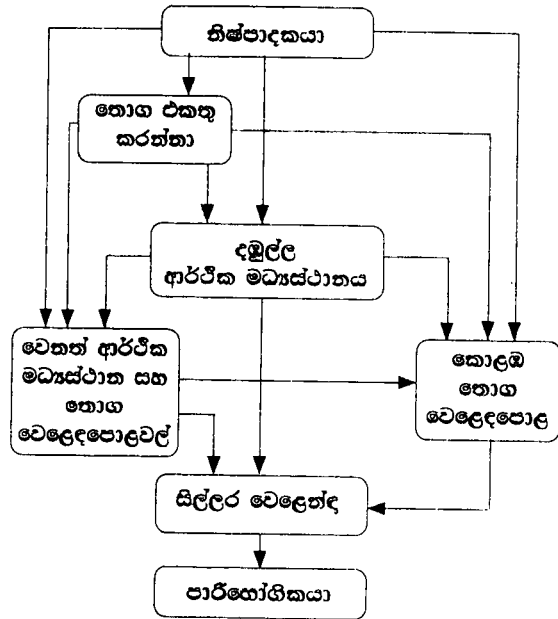 නිෂ්පාදකයා
තොග එකතු
කරන්නා
දඹුල්ල
ආර්ථික මධ්‍යස්ථානය
වෙනත් ආර්ථික
මධ්‍යස්ථාන සහ
තොග
වෙළෙඳපොළවල්
කොළඹ
තොග
වෙළෙඳපොළ
සිල්ලර වෙළෙන්ඳා
පාරිභෝගිකයා